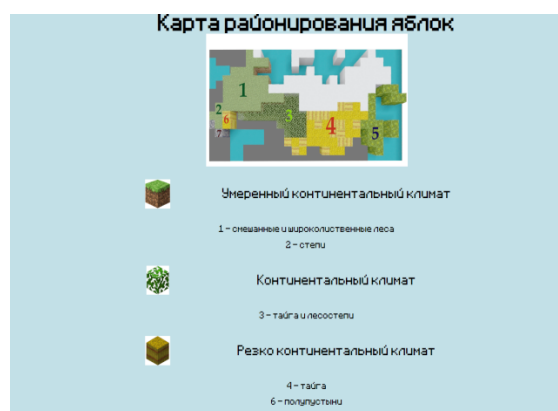 Карта районирования яблок
1
2
3
4
5
6
7
Умеренный континентальный климат
1 – смешанные и широколиственные леса
2 – степи
Континентальный климат
3 – тайга и лесостепи
Резко континентальный климат
4 – тайга
6 – полупустыни